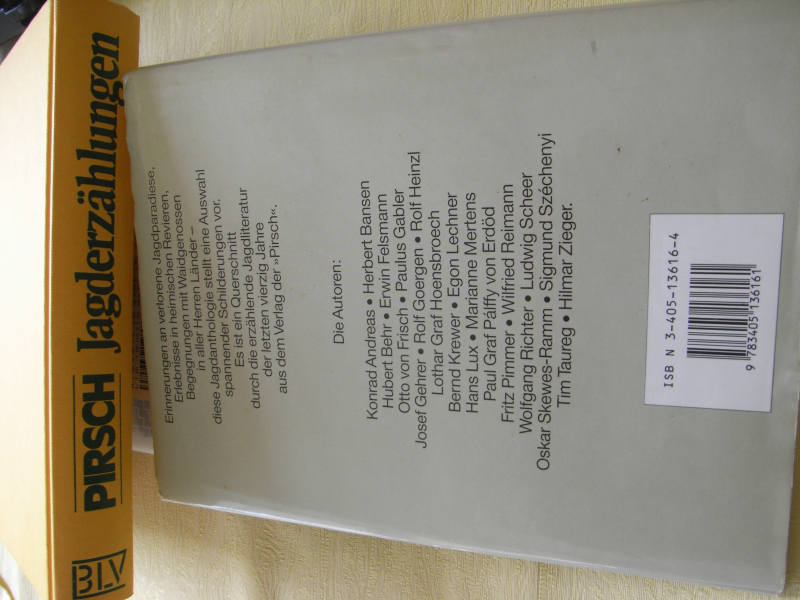 BLV PIRSCH Jagderzählungen
Erinnerungen an verlorene Jagdparadiese,
Erlebnisse in heimischen Revieren,
Begegnungen mit Waidgenossen
in aller Herren Länder –
diese Jagdanthologie stellt eine Auswahl
spannender Schilderungen vor.
Es ist ein Querschnitt
durch die erzählende Jagdliteratur
der letzten vierzig Jahre
aus dem Verlag der »Pirsch«.
Die Autoren:
Konrad Andreas • Herbert Bansen
Hubert Behr • Erwin Felsmann
Otto von Frisch • Paulus Gabler
Josef Gehrer • Rolf Goergen • Rolf Heinzl
Lothar Graf Hoensbroech
Bernd Krewer • Egon Lechner
Hans Lux • Marianne Mertens
Paul Graf Pálffy von Erdöd
Fritz Pimmer • Wilfried Reimann
Wolfgang Richter • Ludwig Scheer
Oskar Skewes-Ramm • Sigmund Széchenyi
Tim Taureg • Hilmar Zieger.
ISBN 3-405-13616-4
9 783405 136161